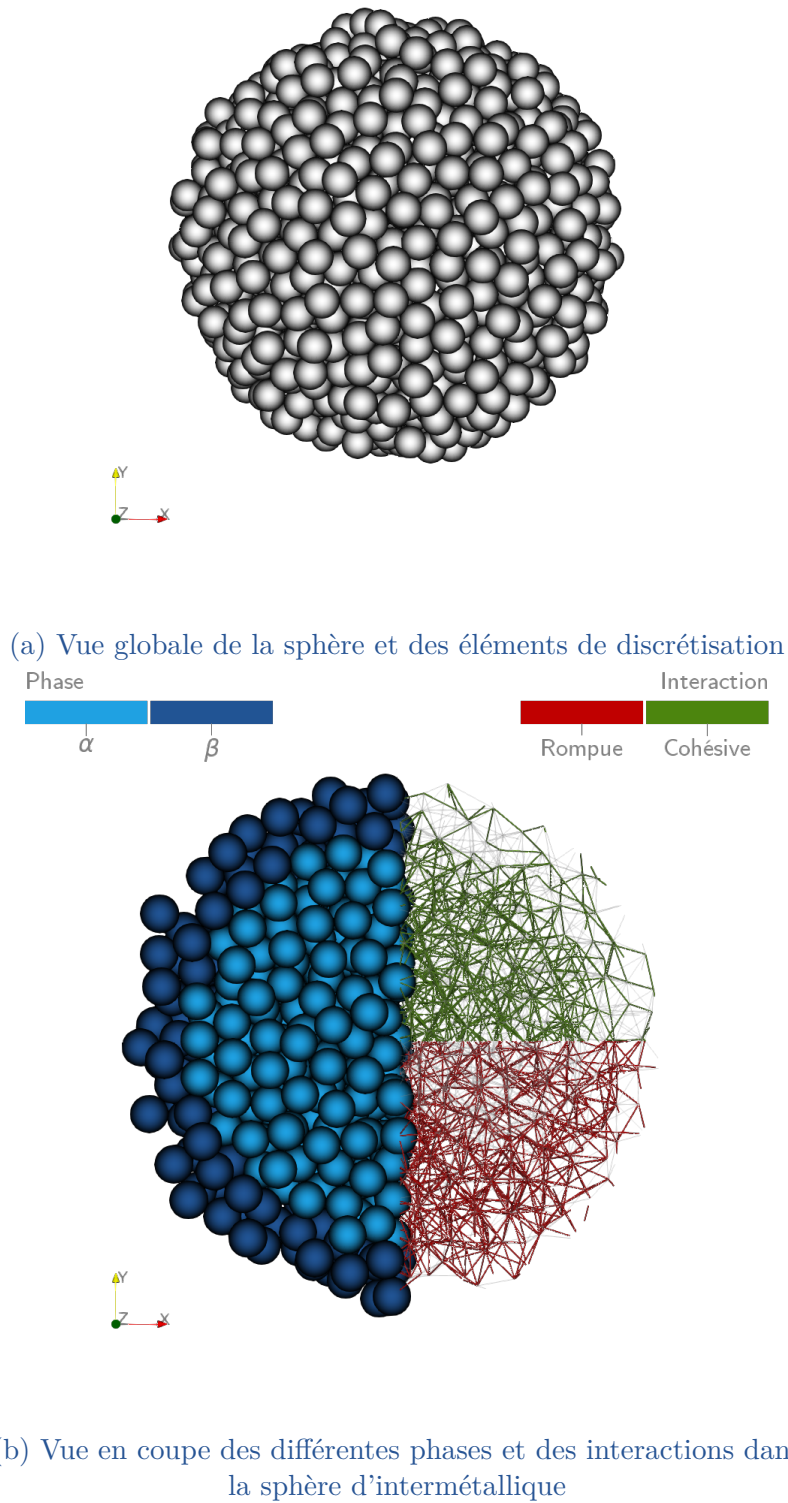 Y
Z X
(a) Vue globale de la sphère et des éléments de discrétisation
Phase Interaction
α β Rompue Cohésive
Y
Z X
b) Vue en coupe des différentes phases et des interactions dan
la sphère d'intermétallique